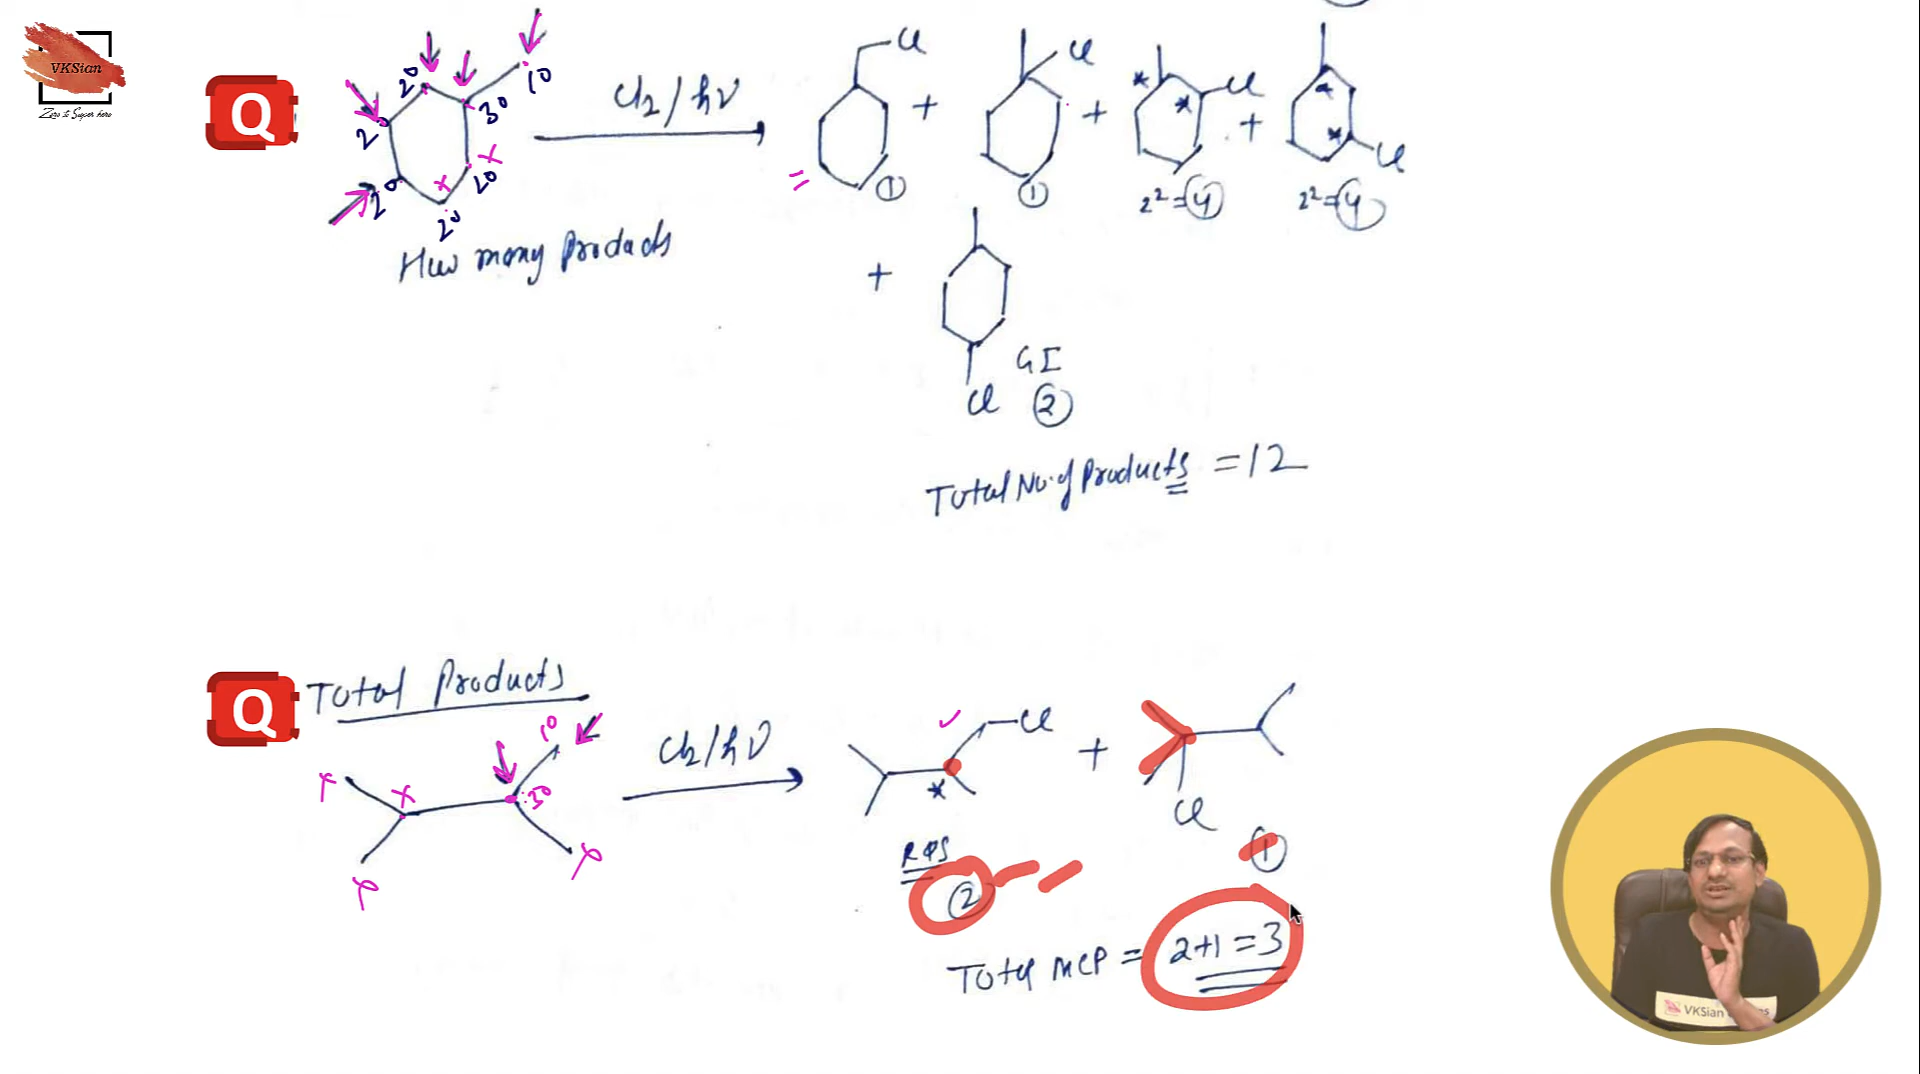 VKSian
Zero to Super hero
Q
2° 2° 2° 3° 1° 2° 2°
× ×
Cl2/hν
Cl + Cl + * * Cl + * * Cl
① ① 2²=④ 2²=④
How many Products
+
Cl
GI
②
Total No. of Products = 12
Q
Total Products
1° 3°
× × × ×
Cl2/hν
✓ Cl + Cl
*
R & S
② ①
Total MCP = 2+1=3
VKSian